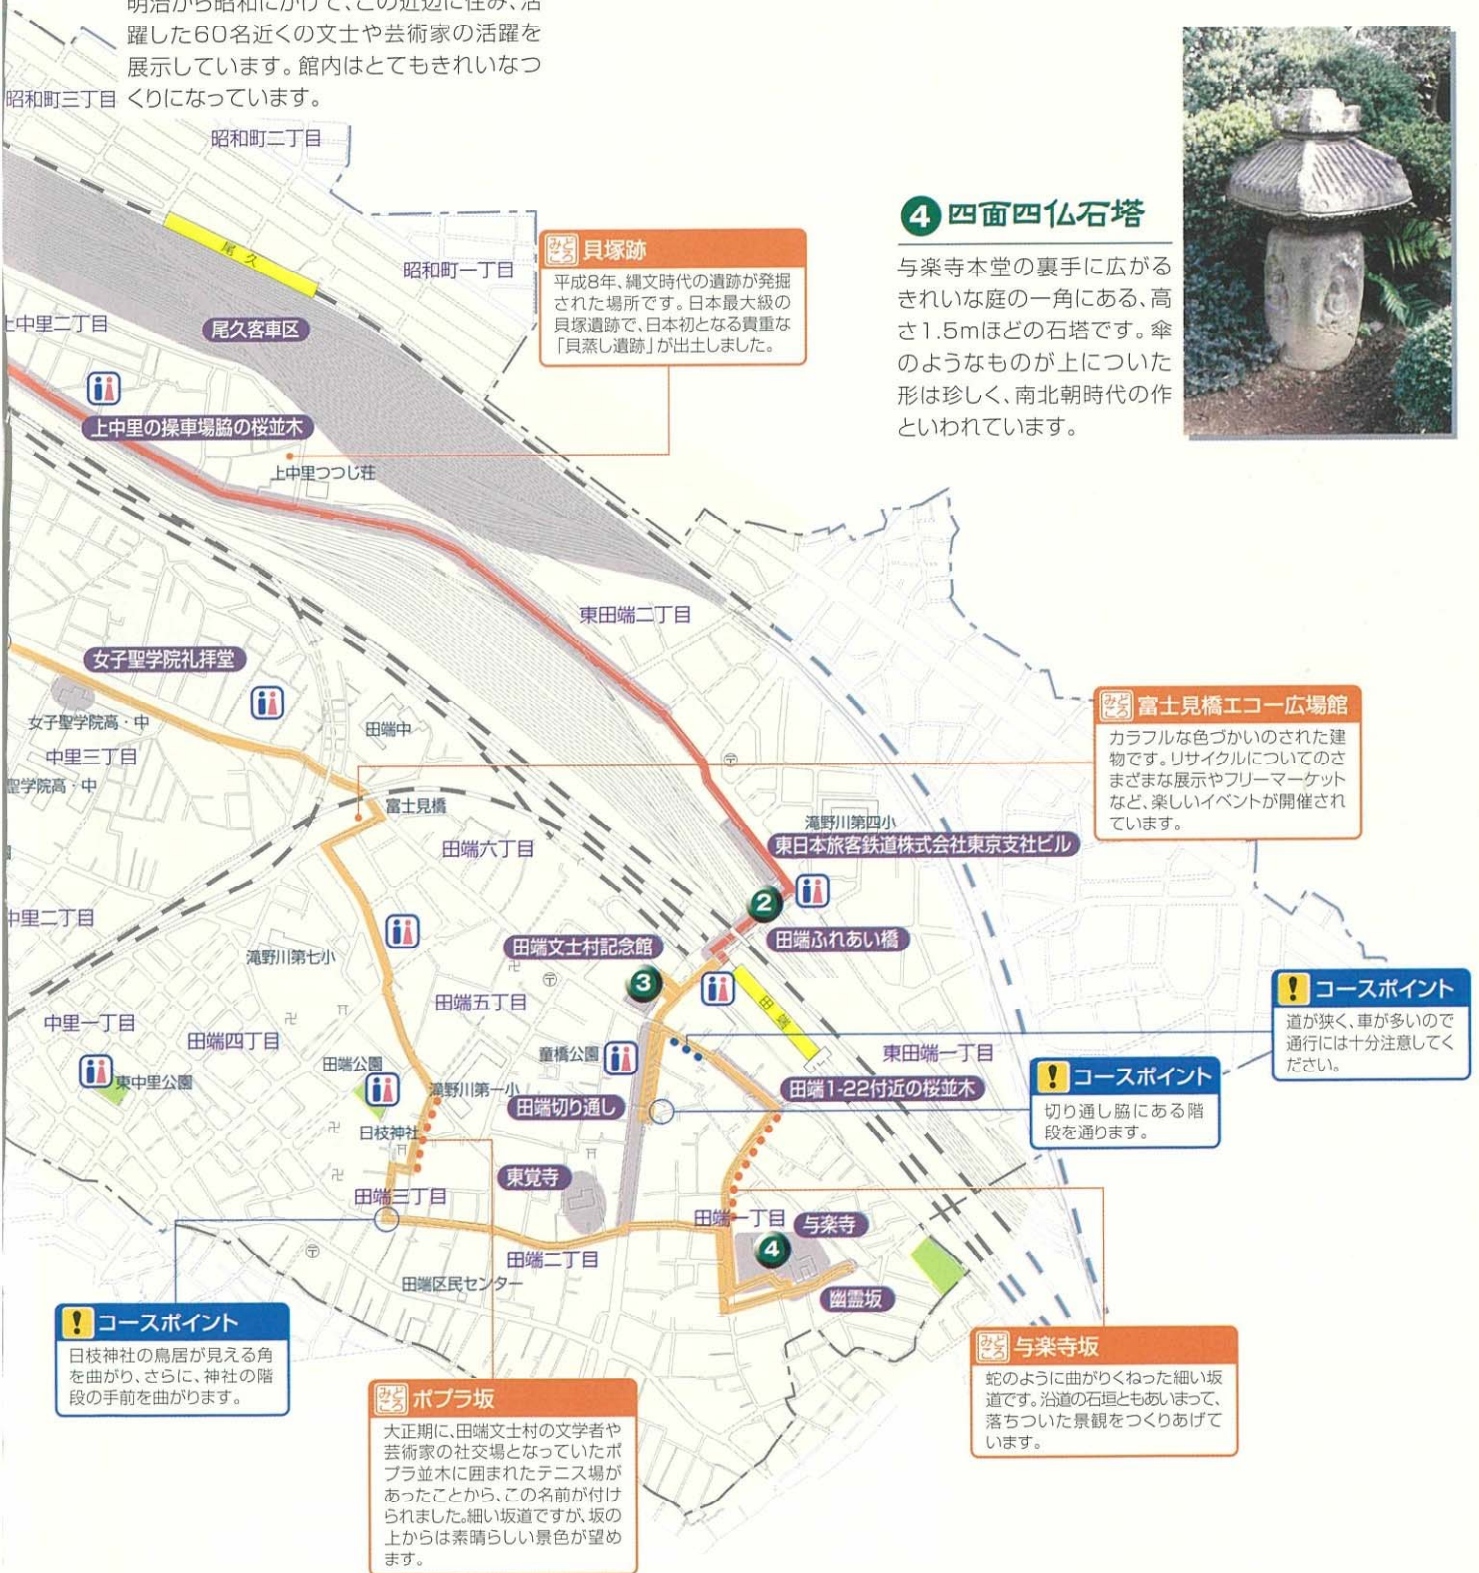 明治から昭和にかけて、この近辺に住み、活
躍した60名近くの文士や芸術家の活躍を
展示しています。館内はとてもきれいなつ
くりになっています。
昭和町三丁目
昭和町二丁目
尾久
昭和町一丁目
みどころ 貝塚跡
平成8年、縄文時代の遺跡が発掘
された場所です。日本最大級の
貝塚遺跡で、日本初となる貴重な
「貝蒸し遺跡」が出土しました。
4 四面四仏石塔
与楽寺本堂の裏手に広がる
きれいな庭の一角にある、高
さ1.5mほどの石塔です。傘
のようなものが上についた
形は珍しく、南北朝時代の作
といわれています。
上中里二丁目
尾久客車区
上中里の操車場脇の桜並木
上中里つつじ荘
東田端二丁目
女子聖学院礼拝堂
女子聖学院高・中
中里三丁目
聖学院高・中
田端中
富士見橋
みどころ 富士見橋エコー広場館
カラフルな色づかいのされた建
物です。リサイクルについてのさ
まざまな展示やフリーマーケット
など、楽しいイベントが開催され
ています。
田端六丁目
滝野川第四小
東日本旅客鉄道株式会社東京支社ビル
中里二丁目
2
田端ふれあい橋
滝野川第七小
田端文士村記念館
3
田端五丁目
田端
中里一丁目
田端四丁目
東中里公園
田端公園
童橋公園
東田端一丁目
! コースポイント
道が狭く、車が多いので
通行には十分注意してく
ださい。
! コースポイント
切り通し脇にある階
段を通ります。
滝野川第一小
田端切り通し
田端1-22付近の桜並木
日枝神社
東覚寺
田端三丁目
田端一丁目
与楽寺
4
田端二丁目
田端区民センター
幽霊坂
! コースポイント
日枝神社の鳥居が見える角
を曲がり、さらに、神社の階
段の手前を曲がります。
みどころ ポプラ坂
大正期に、田端文士村の文学者や
芸術家の社交場となっていたポ
プラ並木に囲まれたテニス場が
あったことから、この名前が付け
られました。細い坂道ですが、坂の
上からは素晴らしい景色が望め
ます。
みどころ 与楽寺坂
蛇のように曲がりくねった細い坂
道です。沿道の石垣ともあいまって、
落ちついた景観をつくりあげて
います。